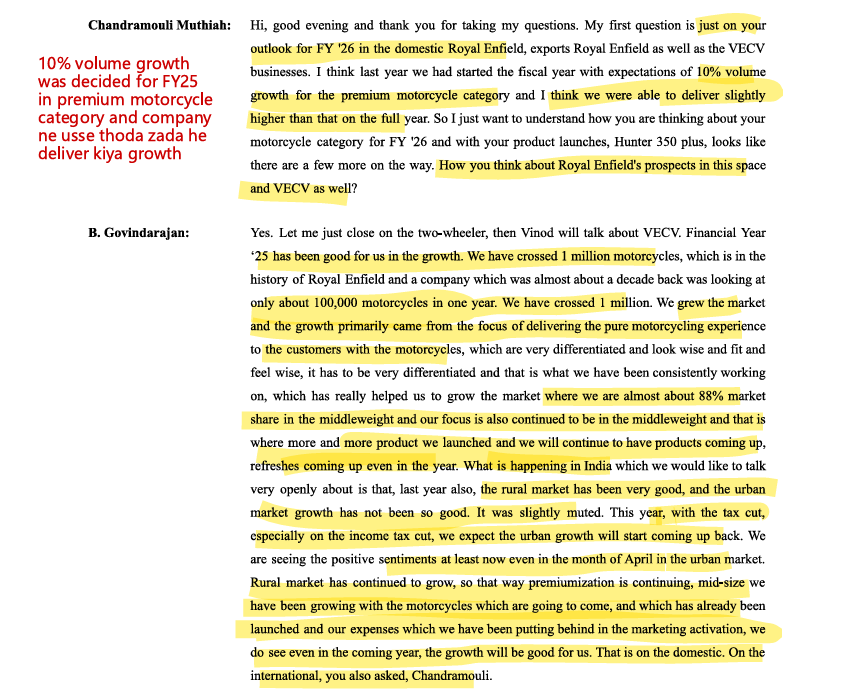 Chandramouli Muthiah:
Hi, good evening and thank you for taking my questions. My first question is just on your
outlook for FY '26 in the domestic Royal Enfield, exports Royal Enfield as well as the VECV
businesses. I think last year we had started the fiscal year with expectations of 10% volume
growth for the premium motorcycle category and I think we were able to deliver slightly
higher than that on the full year. So I just want to understand how you are thinking about your
motorcycle category for FY '26 and with your product launches, Hunter 350 plus, looks like
there are a few more on the way. How you think about Royal Enfield's prospects in this space
and VECV as well?
10% volume growth
was decided for FY25
in premium motorcycle
category and company
ne usse thoda zada he
deliver kiya growth
B. Govindarajan:
Yes. Let me just close on the two-wheeler, then Vinod will talk about VECV. Financial Year
‘25 has been good for us in the growth. We have crossed 1 million motorcycles, which is in the
history of Royal Enfield and a company which was almost about a decade back was looking at
only about 100,000 motorcycles in one year. We have crossed 1 million. We grew the market
and the growth primarily came from the focus of delivering the pure motorcycling experience
to the customers with the motorcycles, which are very differentiated and look wise and fit and
feel wise, it has to be very differentiated and that is what we have been consistently working
on, which has really helped us to grow the market where we are almost about 88% market
share in the middleweight and our focus is also continued to be in the middleweight and that is
where more and more product we launched and we will continue to have products coming up,
refreshes coming up even in the year. What is happening in India which we would like to talk
very openly about is that, last year also, the rural market has been very good, and the urban
market growth has not been so good. It was slightly muted. This year, with the tax cut,
especially on the income tax cut, we expect the urban growth will start coming up back. We
are seeing the positive sentiments at least now even in the month of April in the urban market.
Rural market has continued to grow, so that way premiumization is continuing, mid-size we
have been growing with the motorcycles which are going to come, and which has already been
launched and our expenses which we have been putting behind in the marketing activation, we
do see even in the coming year, the growth will be good for us. That is on the domestic. On the
international, you also asked, Chandramouli.